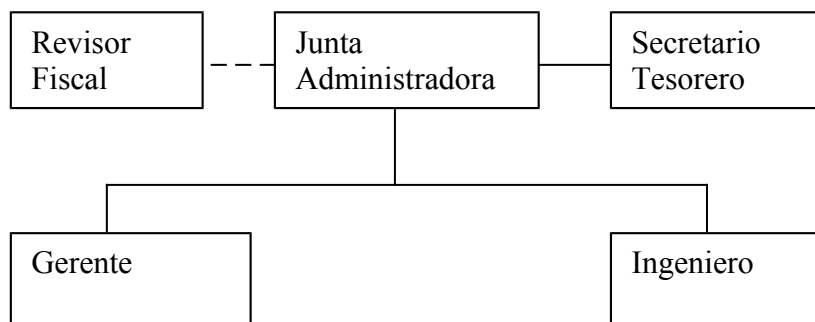 Revisor
Fiscal
Junta
Administradora
Secretario
Tesorero
Gerente
Ingeniero